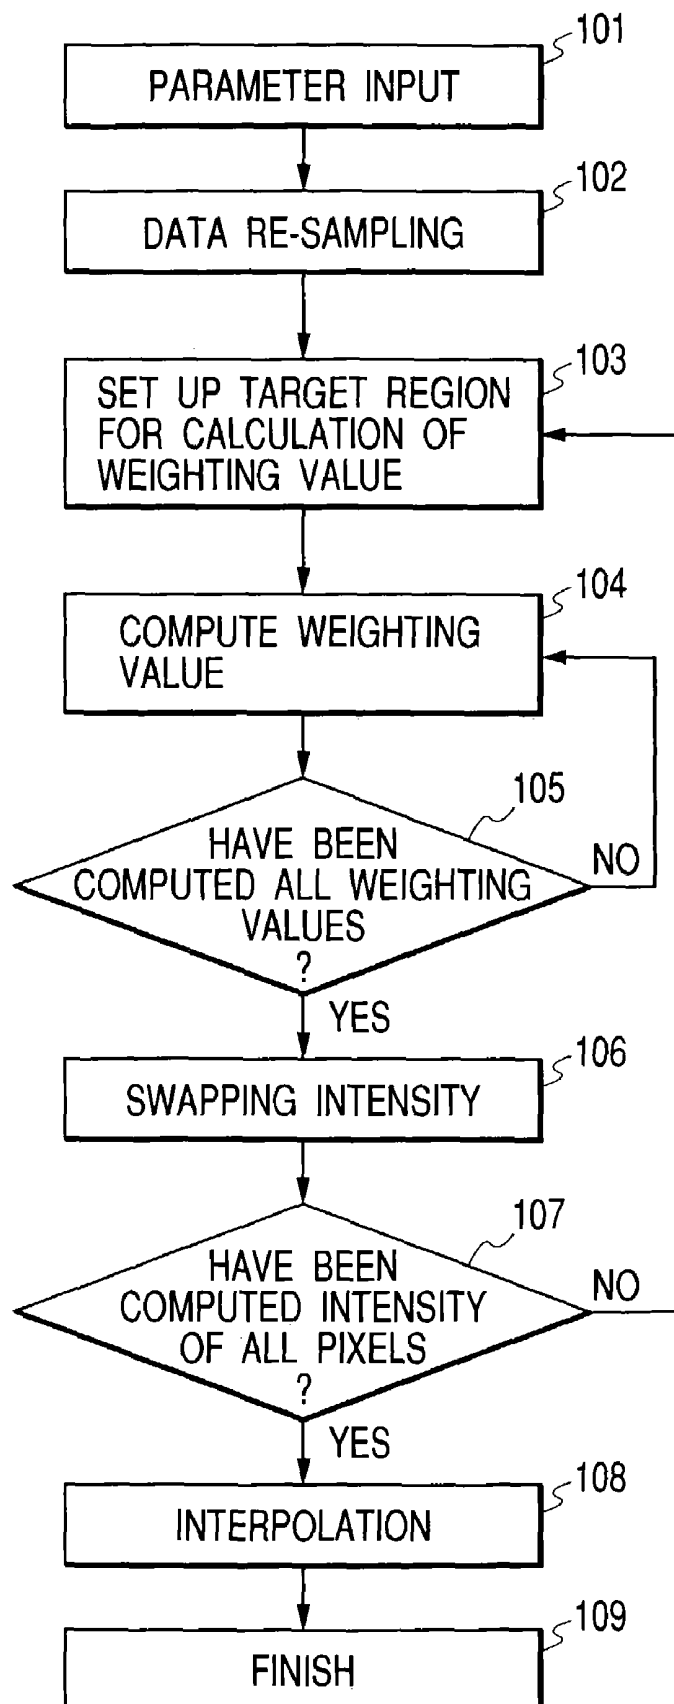 101
PARAMETER INPUT
102
DATA RE-SAMPLING
103
SET UP TARGET REGION
FOR CALCULATION OF
WEIGHTING VALUE
104
COMPUTE WEIGHTING
VALUE
105
HAVE BEEN
COMPUTED ALL WEIGHTING
VALUES
?
NO
YES
106
SWAPPING INTENSITY
107
HAVE BEEN
COMPUTED INTENSITY
OF ALL PIXELS
?
NO
YES
108
INTERPOLATION
109
FINISH